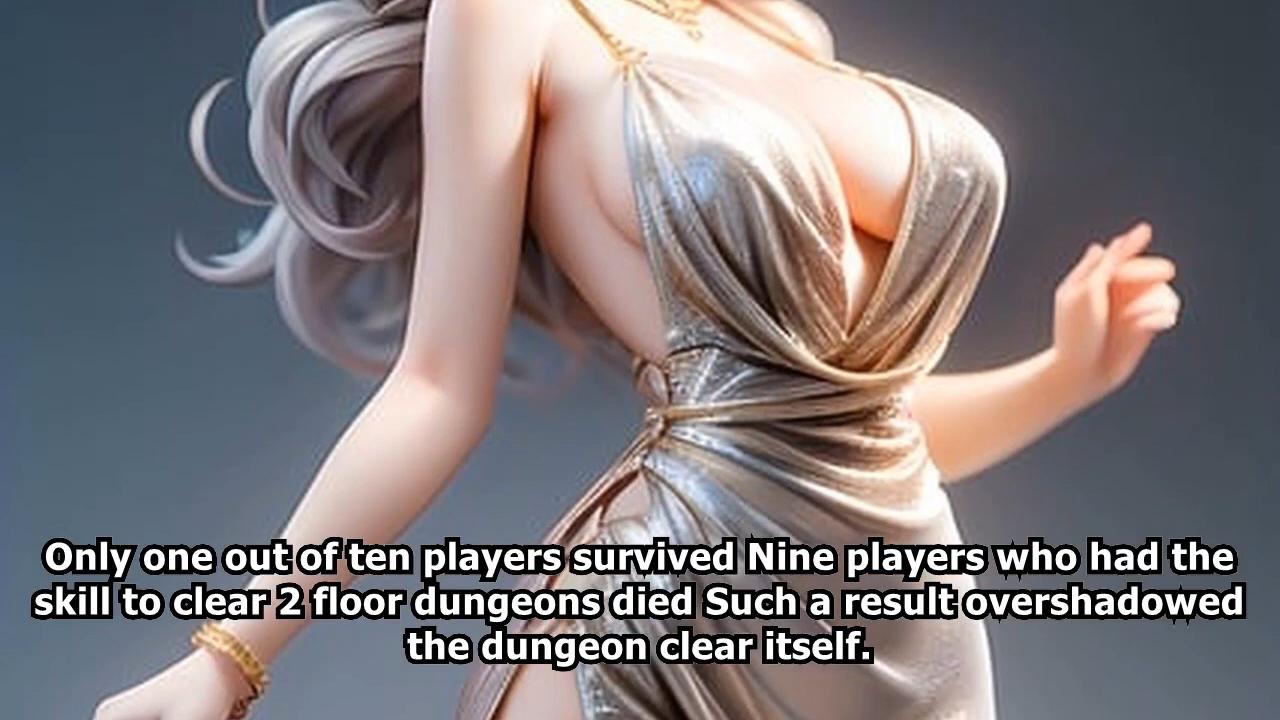 Only one out of ten players survived Nine players who had the
skill to clear 2 floor dungeons died Such a result overshadowed
the dungeon clear itself.